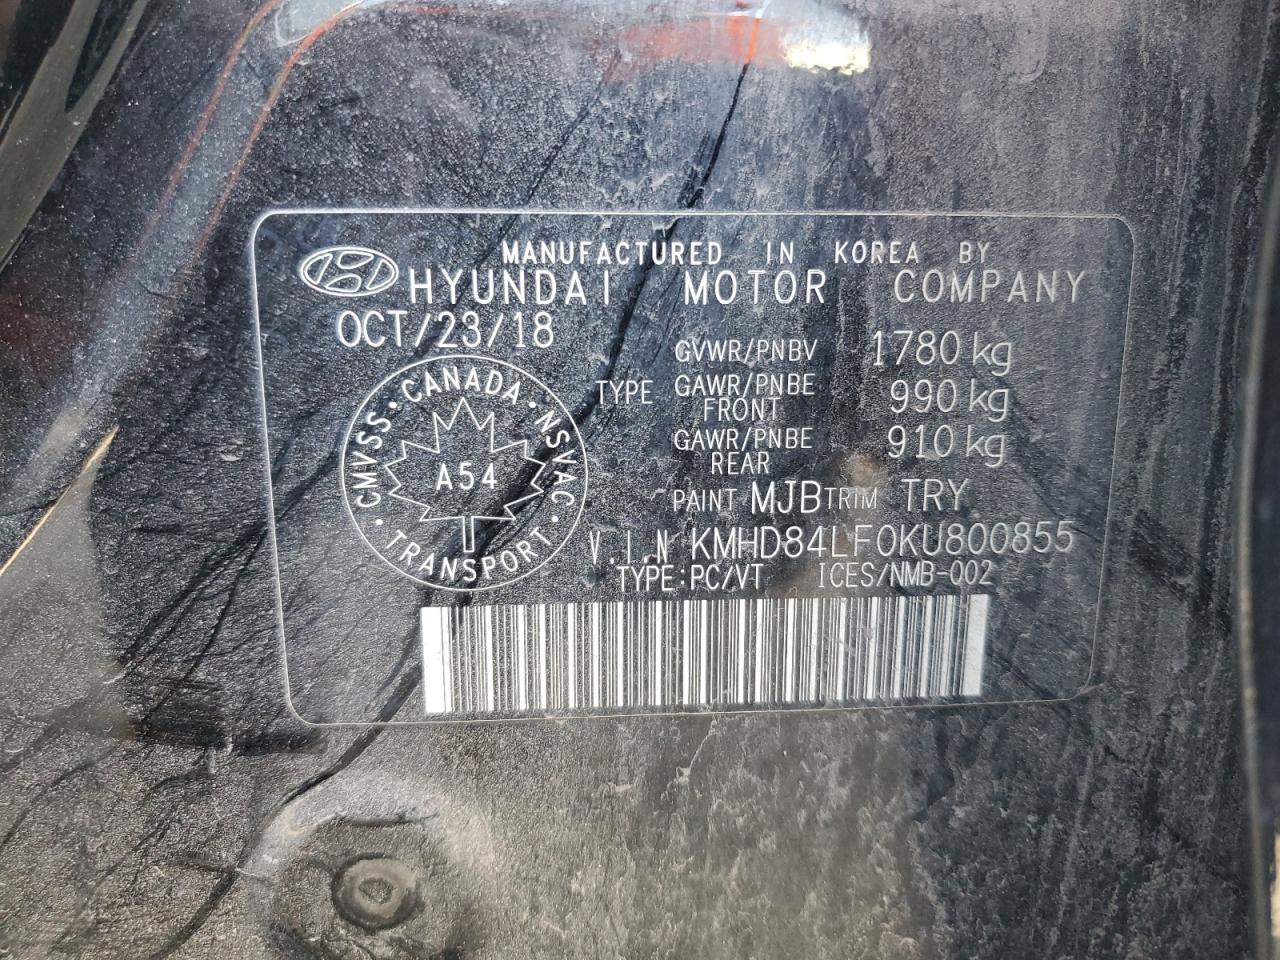 MANUFACTURED IN KOREA BY
HYUNDAI MOTOR COMPANY
OCT/23/18
GVWR/PNBV 1780 kg
TYPE GAWR/PNBE FRONT 990 kg
GAWR/PNBE REAR 910 kg
CMVSS · CANADA · NSVAC · TRANSPORT ·
A54
PAINT MJB TRIM TRY
V.I.N KMHD84LF0KU800855
TYPE:PC/VT ICES/NMB-002